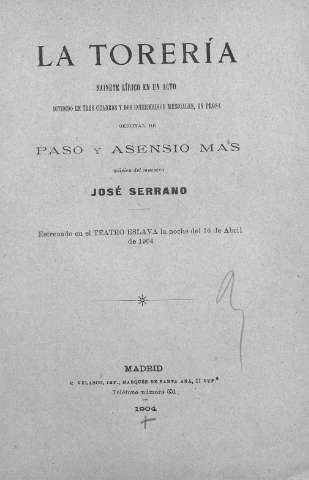 LA TORERÍA
SAINETE LÍRICO EN UN ACTO
DIVIDIDO EN TRES CUADROS Y DOS INTERMEDIOS MUSICALES, EN PROSA
ORIGINAL DE
PASO Y ASENSIO MÁS
música del maestro
JOSÉ SERRANO
Estrenado en el TEATRO ESLAVA la noche del 16 de Abril
de 1904
MADRID
R. VELASCO, IMP., MARQUÉS DE SANTA ANA, 11 DUP.º
Teléfono número
1904